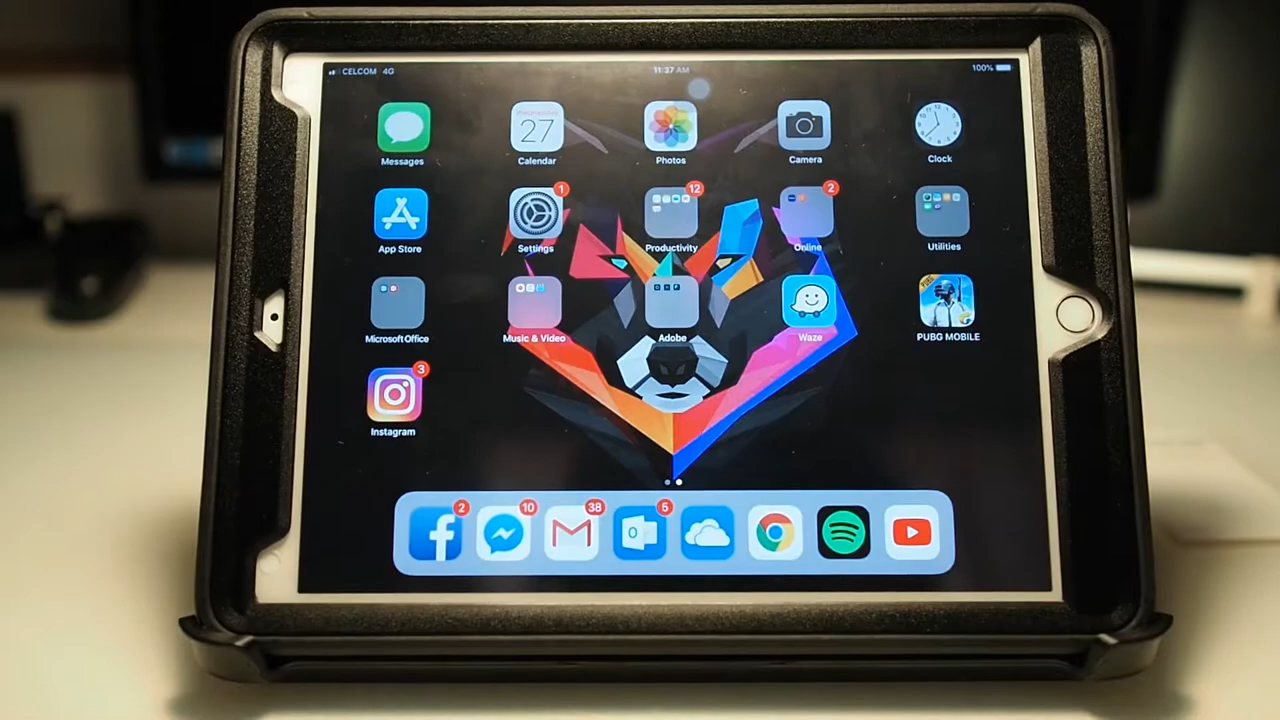 CELCOM 4G 11:37 AM 100%
Wednesday
27
Messages Calendar Photos Camera Clock
1 12 2
App Store Settings Productivity Online Utilities
Microsoft Office Music & Video Adobe Waze PUBG MOBILE
3
Instagram
2 10 38 5